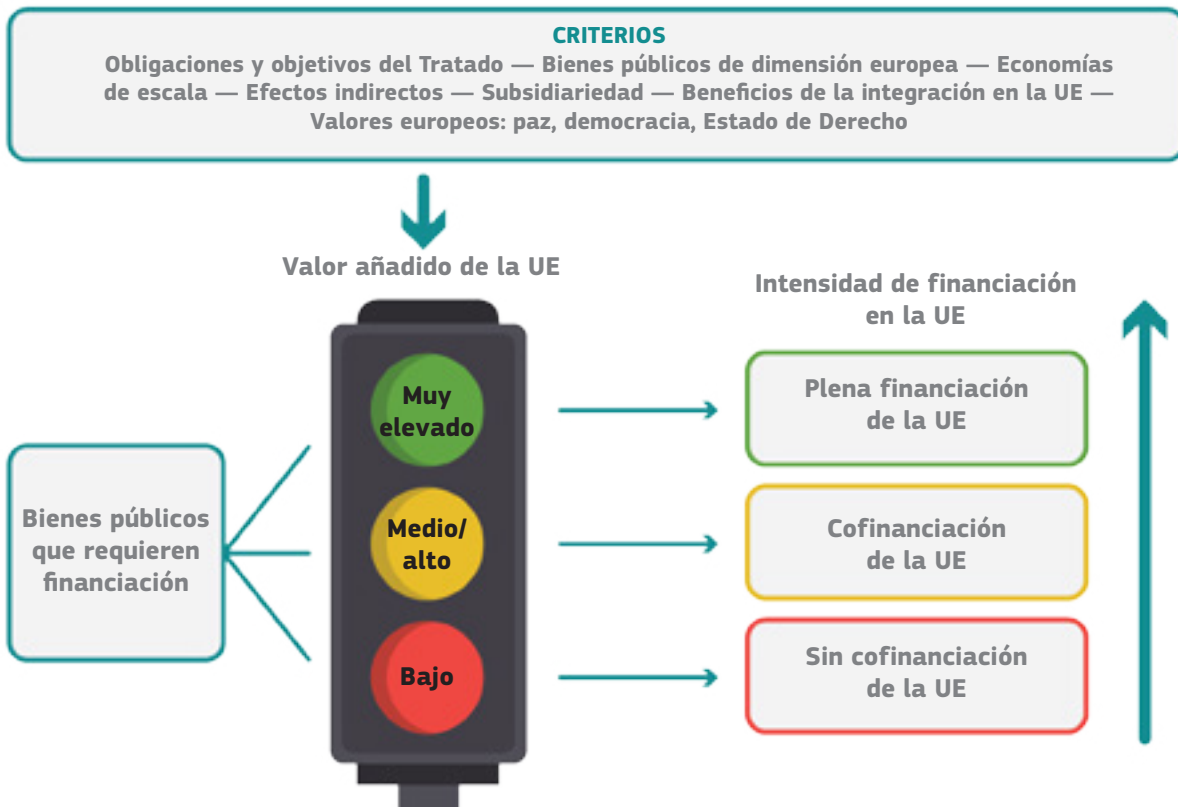 CRITERIOS
Obligaciones y objetivos del Tratado — Bienes públicos de dimensión europea — Economías
de escala — Efectos indirectos — Subsidiariedad — Beneficios de la integración en la UE —
Valores europeos: paz, democracia, Estado de Derecho
Valor añadido de la UE
Intensidad de financiación
en la UE
Bienes públicos
que requieren
financiación
Muy
elevado
Plena financiación
de la UE
Medio/
alto
Cofinanciación
de la UE
Bajo
Sin cofinanciación
de la UE